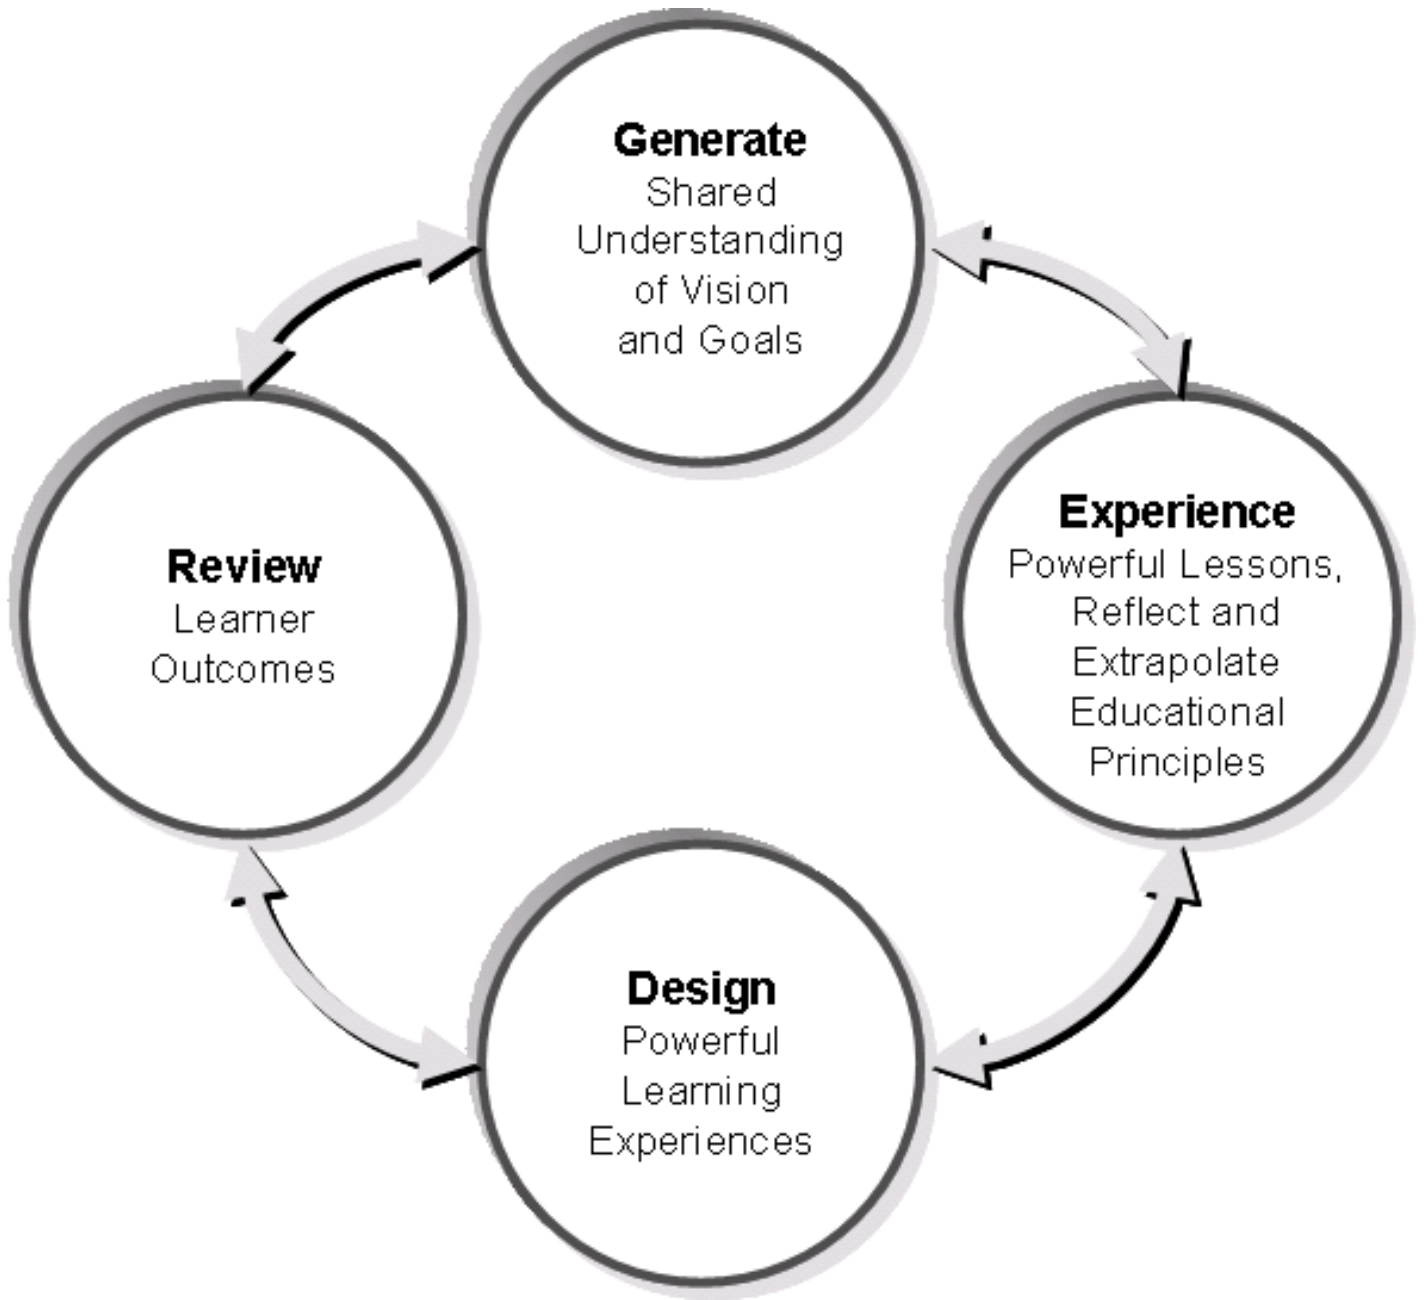 Generate
Shared
Understanding
of Vision
and Goals
Experience
Powerful Lessons,
Reflect and
Extrapolate
Educational
Principles
Design
Powerful
Learning
Experiences
Review
Learner
Outcomes